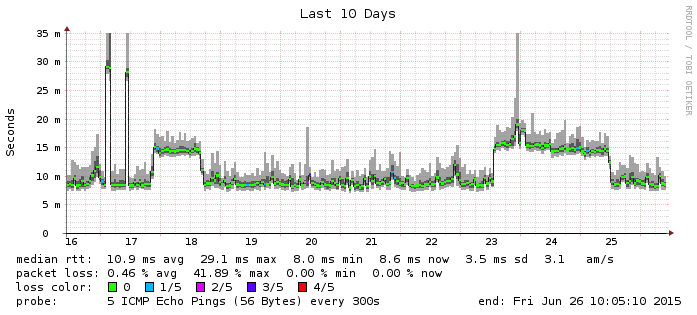 Last 10 Days
RRDTOOL / TOBI OETIKER
Seconds
35 m
30 m
25 m
20 m
15 m
10 m
5 m
0
16 17 18 19 20 21 22 23 24 25
median rtt: 10.9 ms avg 29.1 ms max 8.0 ms min 8.6 ms now 3.5 ms sd 3.1 am/s
packet loss: 0.46 % avg 41.89 % max 0.00 % min 0.00 % now
loss color: 0 1/5 2/5 3/5 4/5
probe: 5 ICMP Echo Pings (56 Bytes) every 300s end: Fri Jun 26 10:05:10 2015